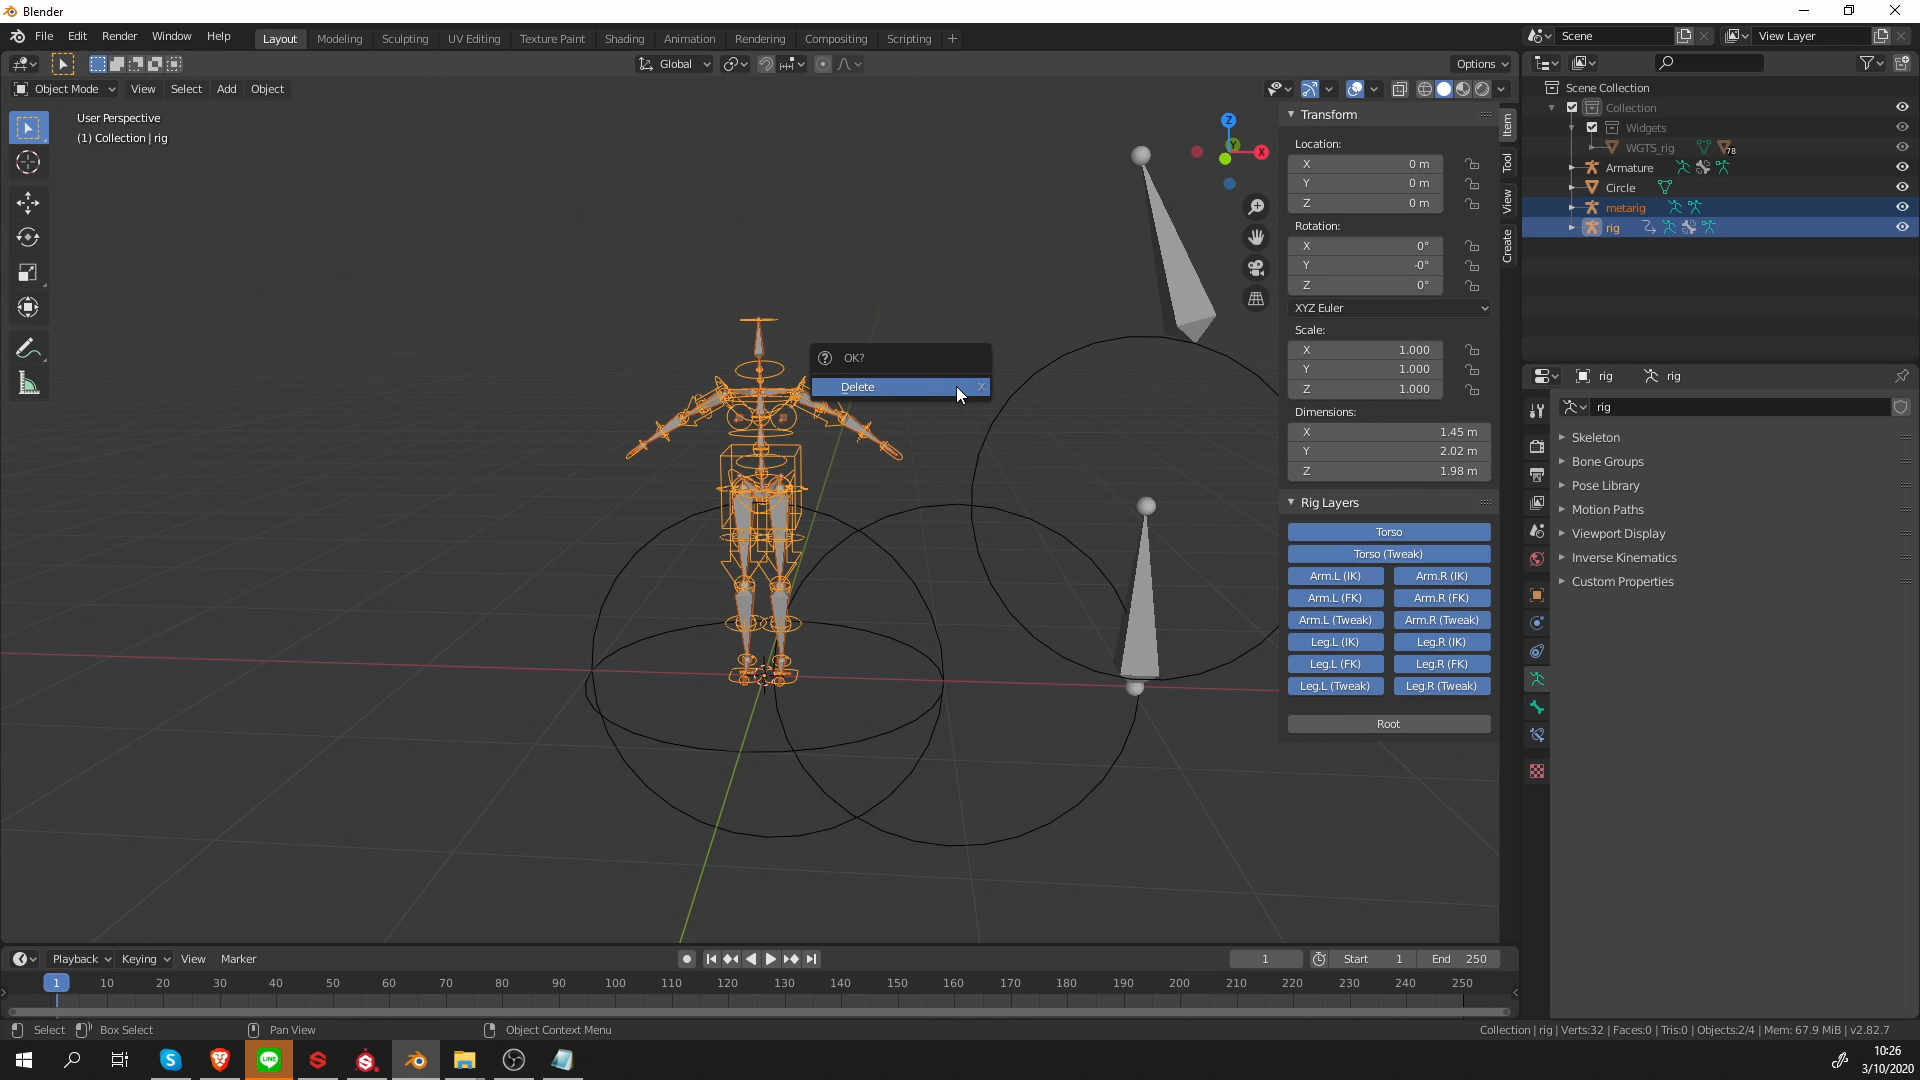 Blender
File Edit Render Window Help
Layout Modeling Sculpting UV Editing Texture Paint Shading Animation Rendering Compositing Scripting +
Scene
View Layer
Global
Options
Object Mode View Select Add Object
User Perspective
(1) Collection | rig
Z
Y
X
OK?
Delete X
Transform
Location:
X 0 m
Y 0 m
Z 0 m
Rotation:
X 0°
Y -0°
Z 0°
XYZ Euler
Scale:
X 1.000
Y 1.000
Z 1.000
Dimensions:
X 1.45 m
Y 2.02 m
Z 1.98 m
Rig Layers
Torso
Torso (Tweak)
Arm.L (IK) Arm.R (IK)
Arm.L (FK) Arm.R (FK)
Arm.L (Tweak) Arm.R (Tweak)
Leg.L (IK) Leg.R (IK)
Leg.L (FK) Leg.R (FK)
Leg.L (Tweak) Leg.R (Tweak)
Root
Item
Tool
View
Create
Scene Collection
Collection
Widgets
WGTS_rig 78
Armature
Circle
metarig
rig
rig rig
rig
Skeleton
Bone Groups
Pose Library
Motion Paths
Viewport Display
Inverse Kinematics
Custom Properties
Playback Keying View Marker
1 Start 1 End 250
1 10 20 30 40 50 60 70 80 90 100 110 120 130 140 150 160 170 180 190 200 210 220 230 240 250
Select Box Select Pan View Object Context Menu
Collection | rig | Verts:32 | Faces:0 | Tris:0 | Objects:2/4 | Mem: 67.9 MiB | v2.82.7
LINE
10:26
3/10/2020